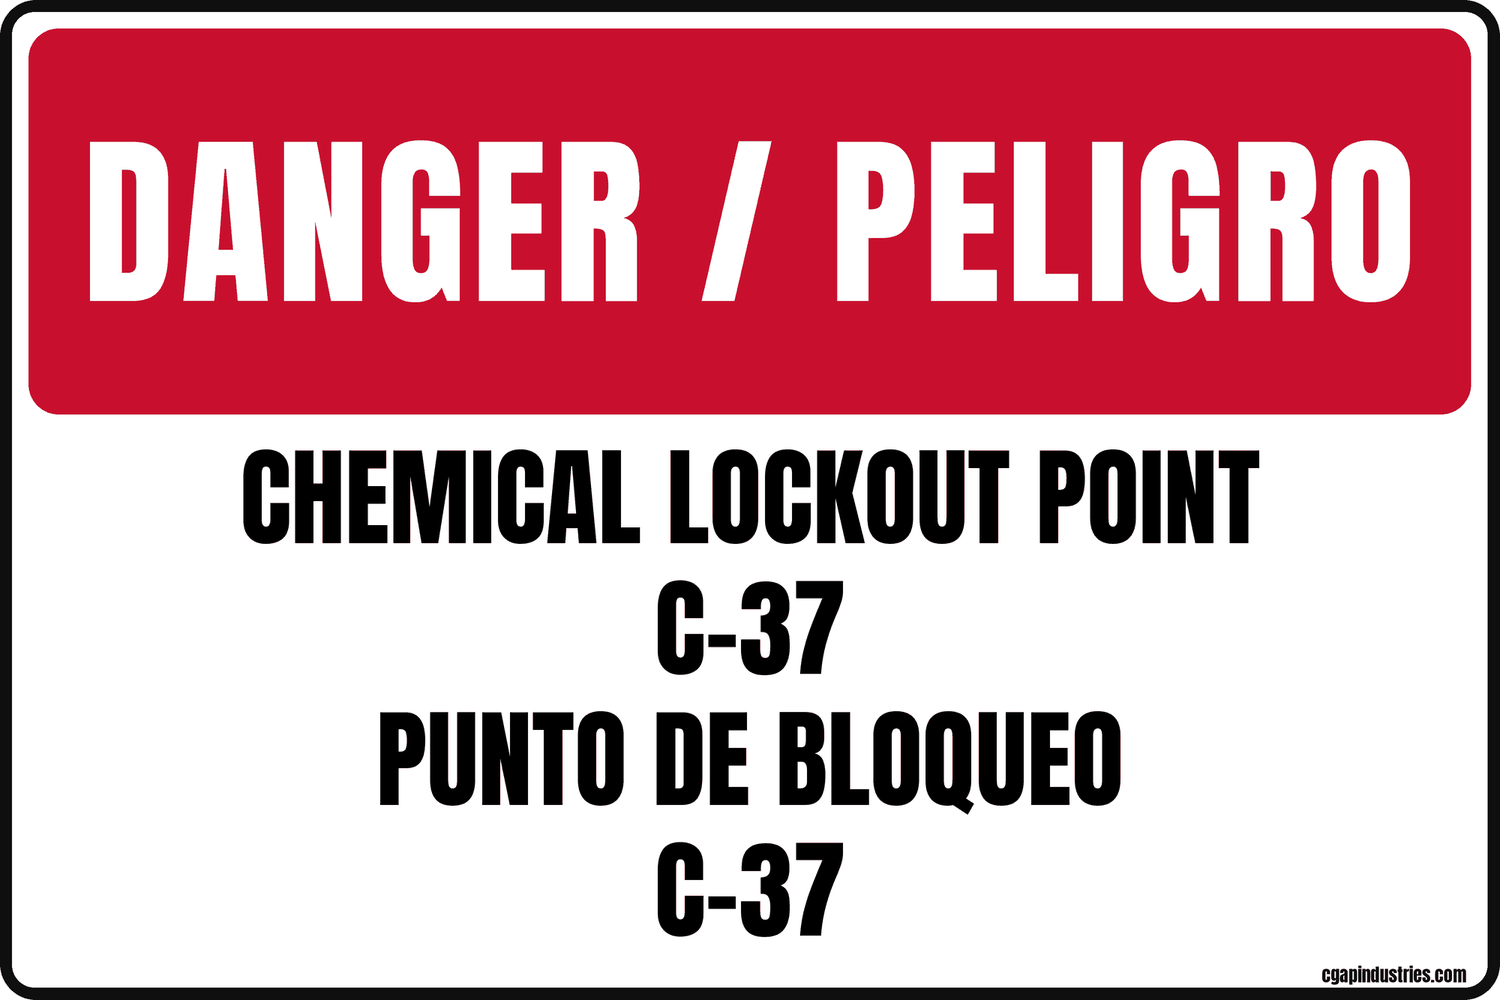 DANGER / PELIGRO
CHEMICAL LOCKOUT POINT
C-37
PUNTO DE BLOQUEO
C-37
cgapindustries.com